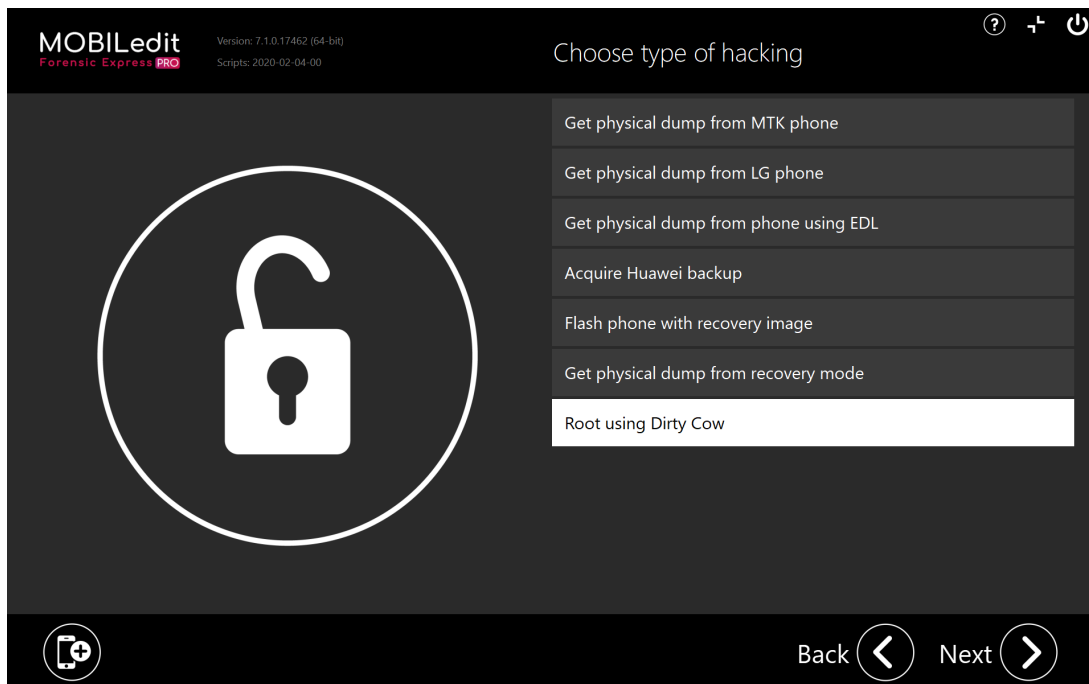 MOBILedit
Forensic Express PRO
Version: 7.1.0.17462 (64-bit)
Scripts: 2020-02-04-00
Choose type of hacking
?
Get physical dump from MTK phone
Get physical dump from LG phone
Get physical dump from phone using EDL
Acquire Huawei backup
Flash phone with recovery image
Get physical dump from recovery mode
Root using Dirty Cow
Back
Next